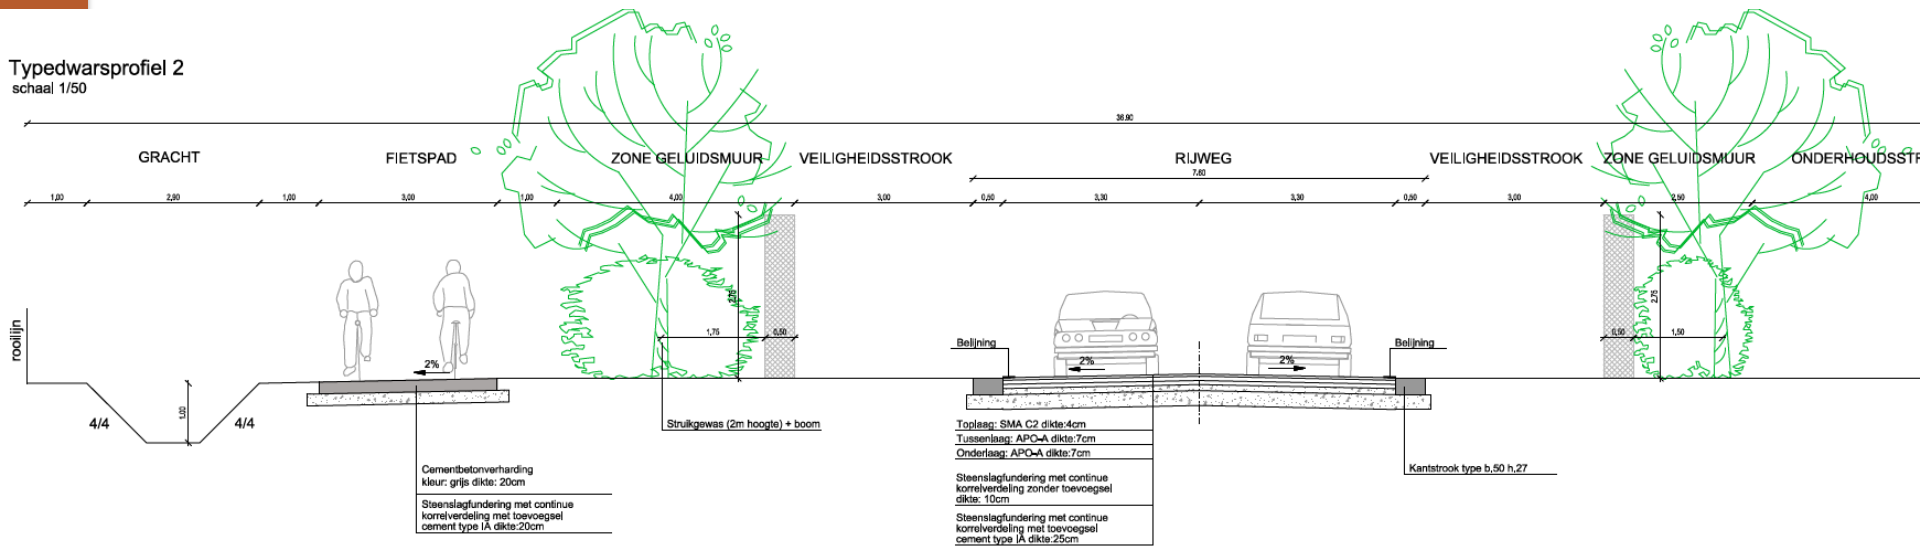 Typedwarsprofiel 2
schaal 1/50
36,90
GRACHT FIETSPAD ZONE GELUIDSMUUR VEILIGHEIDSSTROOK RIJWEG VEILIGHEIDSSTROOK ZONE GELUIDSMUUR ONDERHOUDSSTR
7,60
1,00 2,90 1,00 3,00 1,00 4,00 3,00 0,50 3,30 3,30 0,50 3,00 2,50 4,00
2,75 2,75
1,75 0,50 0,50 1,50
rooilijn
Belijning Belijning
2% 2% 2%
1,00
4/4 4/4
Struikgewas (2m hoogte) + boom
Toplaag: SMA C2 dikte:4cm
Tussenlaag: APO-A dikte:7cm
Onderlaag: APO-A dikte:7cm
Kantstrook type b,50 h,27
Cementbetonverharding
kleur: grijs dikte: 20cm
Steenslagfundering met continue
korrelverdeling zonder toevoegsel
dikte: 10cm
Steenslagfundering met continue
korrelverdeling met toevoegsel
cement type IA dikte:20cm
Steenslagfundering met continue
korrelverdeling met toevoegsel
cement type IA dikte:25cm